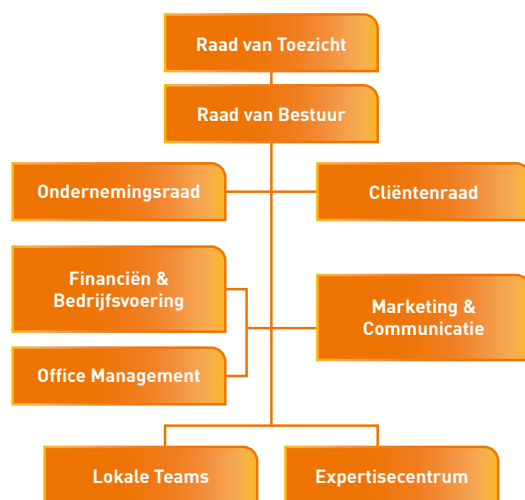 Raad van Toezicht
Raad van Bestuur
Ondernemingsraad
Cliëntenraad
Financiën &
Bedrijfsvoering
Marketing &
Communicatie
Office Management
Lokale Teams
Expertisecentrum